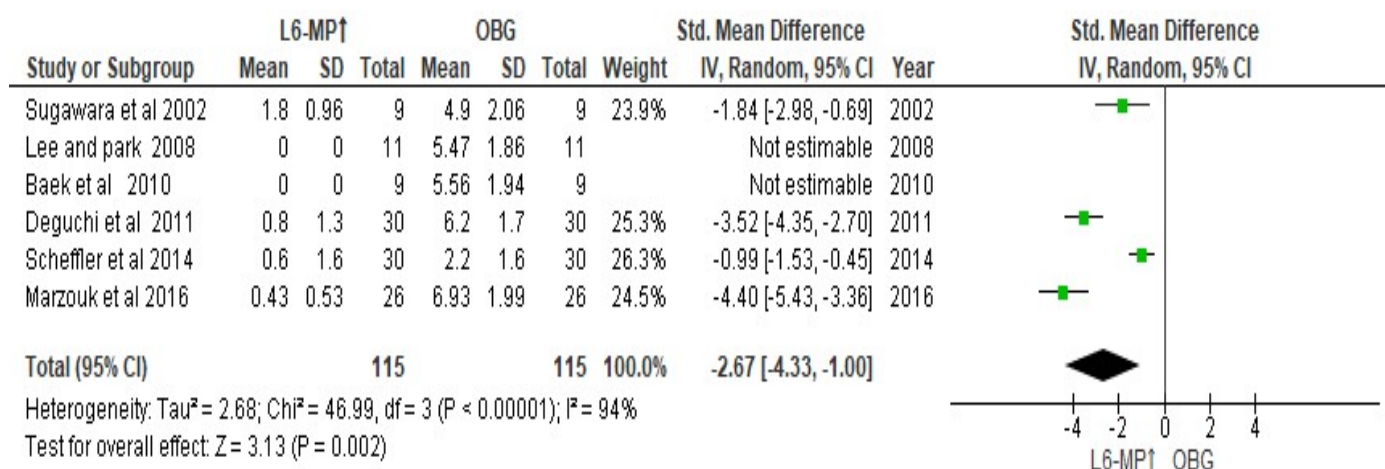 L6-MP↑ OBG Std. Mean Difference Std. Mean Difference
Study or Subgroup Mean SD Total Mean SD Total Weight IV, Random, 95% CI Year IV, Random, 95% CI
Sugawara et al 2002 1.8 0.96 9 4.9 2.06 9 23.9% -1.84 [-2.98, -0.69] 2002
Lee and park 2008 0 0 11 5.47 1.86 11 Not estimable 2008
Baek et al 2010 0 0 9 5.56 1.94 9 Not estimable 2010
Deguchi et al 2011 0.8 1.3 30 6.2 1.7 30 25.3% -3.52 [-4.35, -2.70] 2011
Scheffler et al 2014 0.6 1.6 30 2.2 1.6 30 26.3% -0.99 [-1.53, -0.45] 2014
Marzouk et al 2016 0.43 0.53 26 6.93 1.99 26 24.5% -4.40 [-5.43, -3.36] 2016
Total (95% CI) 115 115 100.0% -2.67 [-4.33, -1.00]
Heterogeneity: Tau² = 2.68; Chi² = 46.99, df = 3 (P < 0.00001); I² = 94%
Test for overall effect: Z = 3.13 (P = 0.002)
-4 -2 0 2 4
L6-MP↑ OBG